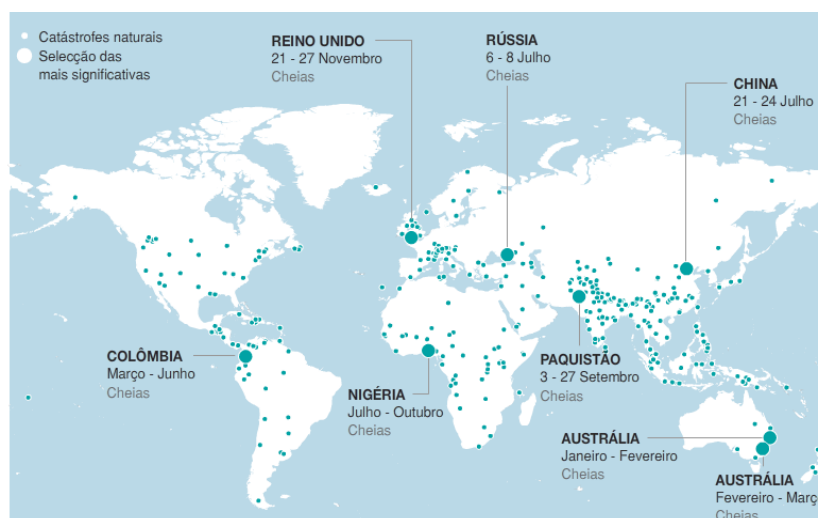 Catástrofes naturais
Selecção das
mais significativas
REINO UNIDO
21 - 27 Novembro
Cheias
RÚSSIA
6 - 8 Julho
Cheias
CHINA
21 - 24 Julho
Cheias
COLÔMBIA
Março - Junho
Cheias
NIGÉRIA
Julho - Outubro
Cheias
PAQUISTÃO
3 - 27 Setembro
Cheias
AUSTRÁLIA
Janeiro - Fevereiro
Cheias
AUSTRÁLIA
Fevereiro - Març
Cheias